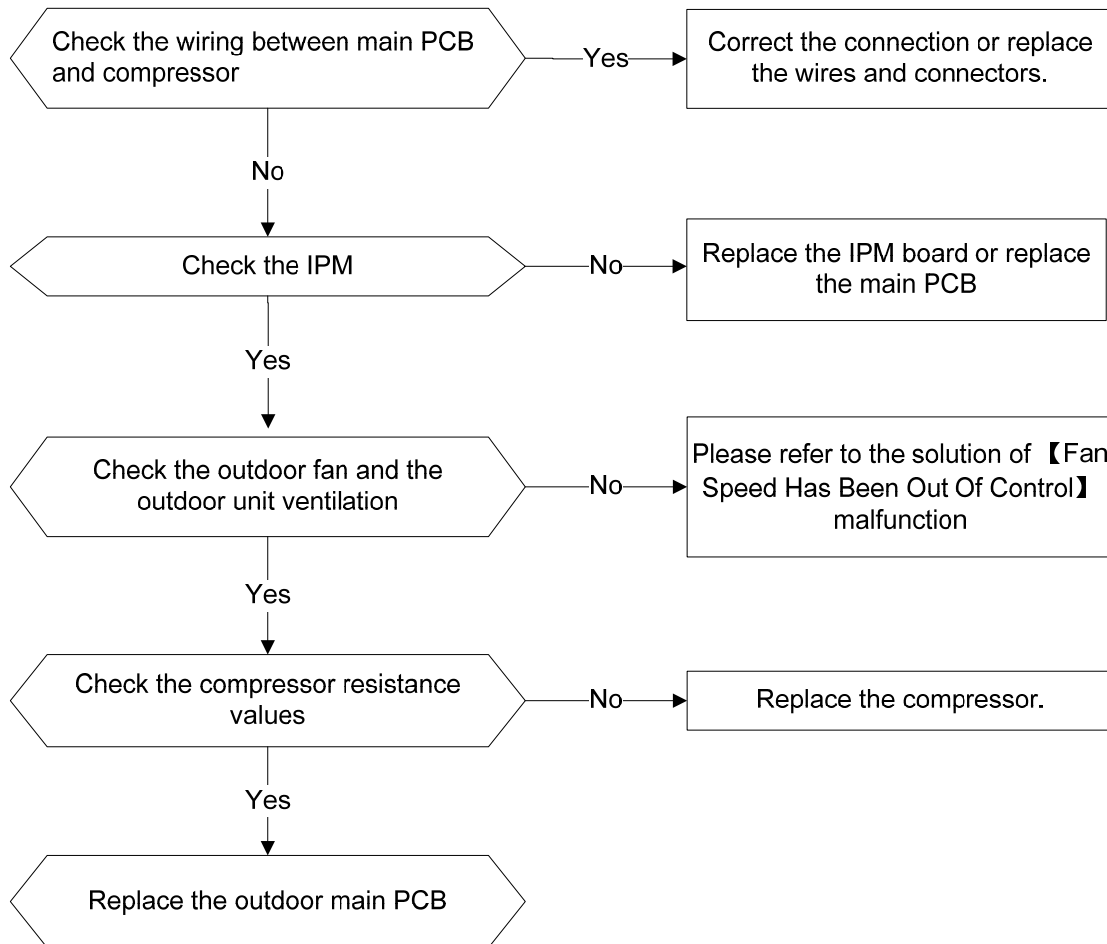 Check the wiring between main PCB
and compressor
Yes
Correct the connection or replace
the wires and connectors.
No
Check the IPM
No
Replace the IPM board or replace
the main PCB
Yes
Check the outdoor fan and the
outdoor unit ventilation
No
Please refer to the solution of 【Fan
Speed Has Been Out Of Control】
malfunction
Yes
Check the compressor resistance
values
No
Replace the compressor.
Yes
Replace the outdoor main PCB